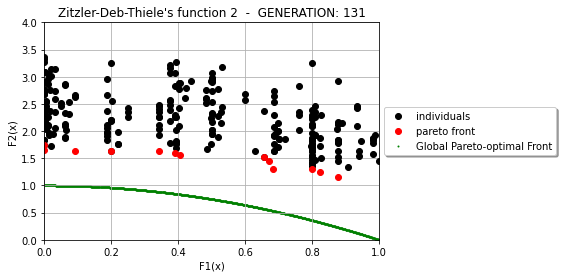 Zitzler-Deb-Thiele's function 2  -  GENERATION: 131
4.0
3.5
3.0
2.5
2.0
1.5
1.0
0.5
0.0
F2(x)
0.0 0.2 0.4 0.6 0.8 1.0
F1(x)
individuals
pareto front
Global Pareto-optimal Front